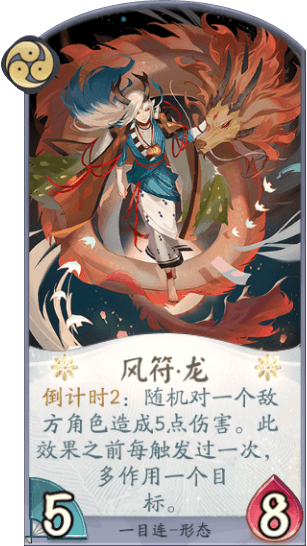 风符·龙
倒计时2：随机对一个敌
方角色造成5点伤害。此
效果之前每触发过一次，
多作用一个目
标。
5
8
一目连-形态